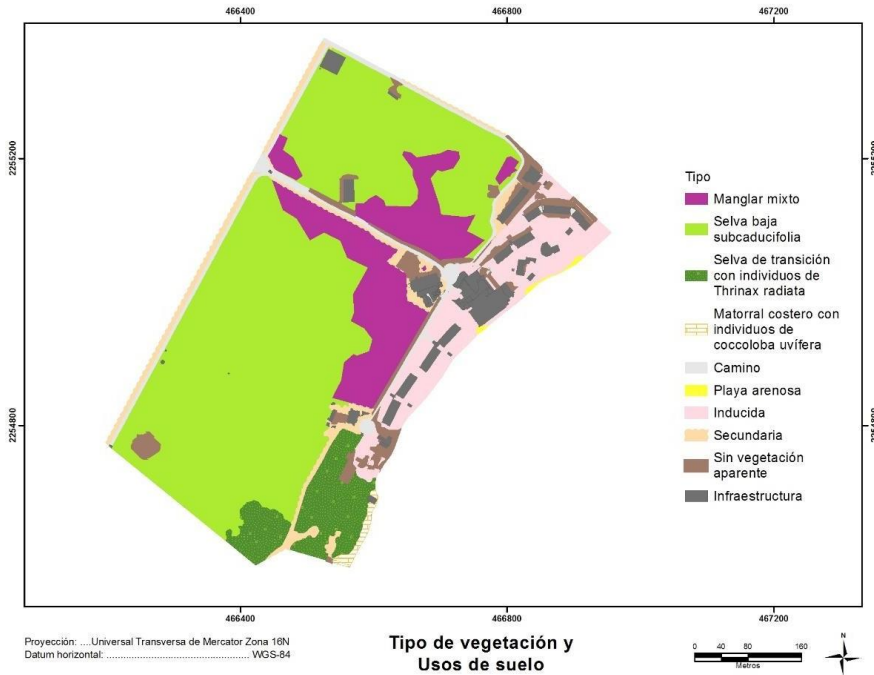 466400
466800
467200
2255200
2255200
Tipo
Manglar mixto
Selva baja
subcaducifolia
Selva de transición
con individuos de
Thrinax radiata
Matorral costero con
individuos de
coccoloba uvífera
Camino
Playa arenosa
Inducida
Secundaria
Sin vegetación
aparente
Infraestructura
2254800
2254800
466400
466800
467200
Proyección: ....Universal Transversa de Mercator Zona 16N
Datum horizontal: .................................................. WGS-84
Tipo de vegetación y
Usos de suelo
0 40 80 160
Metros
N